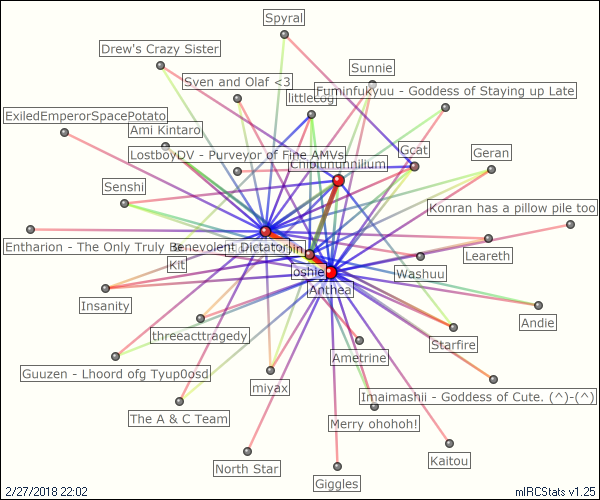 Spyral
Drew's Crazy Sister
Sunnie
Sven and Olaf <3
Fuminfukyuu - Goddess of Staying up Late
littlecog
ExiledEmperorSpacePotato
Ami Kintaro
LostboyDV - Purveyor of Fine AMVs
Gcat
Geran
Senshi
Konran has a pillow pile too
Entharion - The Only Truly Benevolent Dictator
Leareth
Kit
oshie
Washuu
Anthea
Insanity
Andie
threeacttragedy
Starfire
Ametrine
Guuzen - Lhoord ofg Tyup0osd
miyax
Imaimashii - Goddess of Cute. (^)-(^)
The A & C Team
Merry ohohoh!
North Star
Kaitou
Giggles
2/27/2018 22:02
mIRCStats v1.25